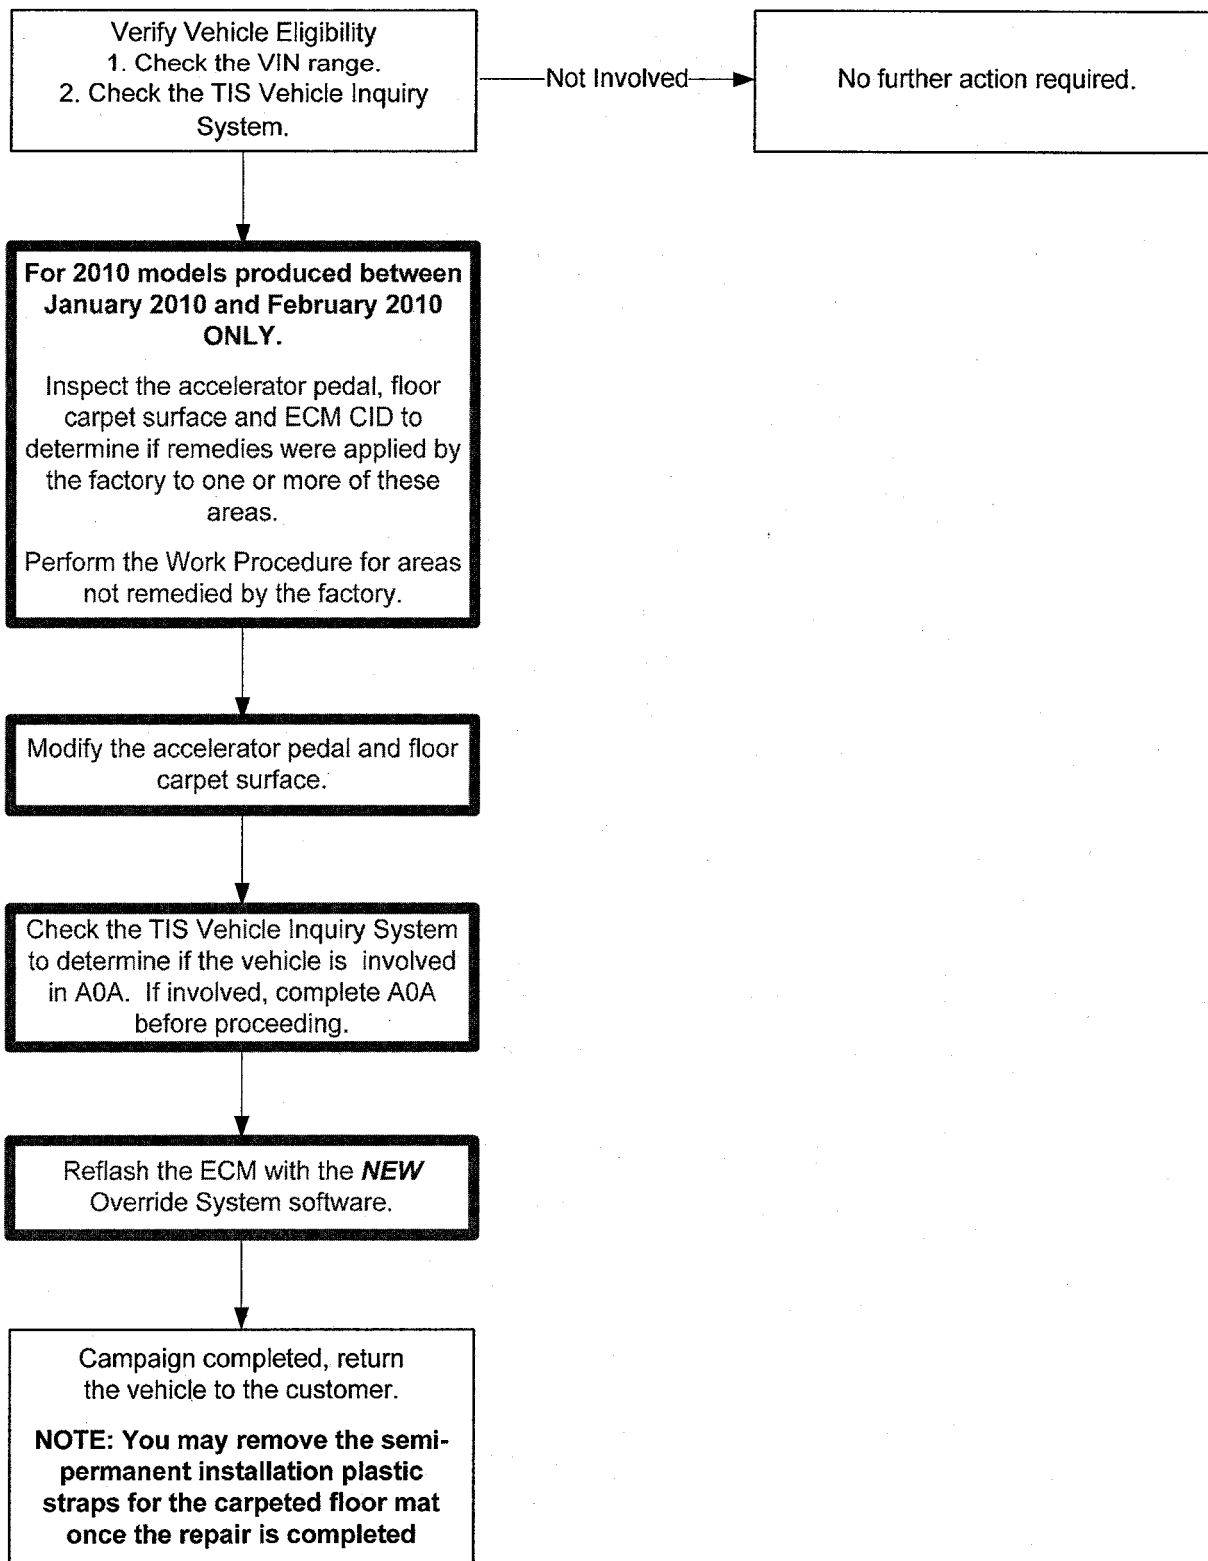 Verify Vehicle Eligibility
1. Check the VIN range.
2. Check the TIS Vehicle Inquiry
System.
Not Involved
No further action required.
For 2010 models produced between
January 2010 and February 2010
ONLY.
Inspect the accelerator pedal, floor
carpet surface and ECM CID to
determine if remedies were applied by
the factory to one or more of these
areas.
Perform the Work Procedure for areas
not remedied by the factory.
Modify the accelerator pedal and floor
carpet surface.
Check the TIS Vehicle Inquiry System
to determine if the vehicle is involved
in A0A. If involved, complete A0A
before proceeding.
Reflash the ECM with the NEW
Override System software.
Campaign completed, return
the vehicle to the customer.
NOTE: You may remove the semi-
permanent installation plastic
straps for the carpeted floor mat
once the repair is completed